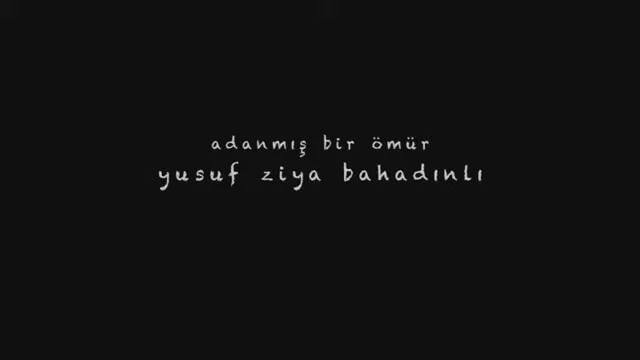 adanmış bir ömür
yusuf ziya bahadınlı